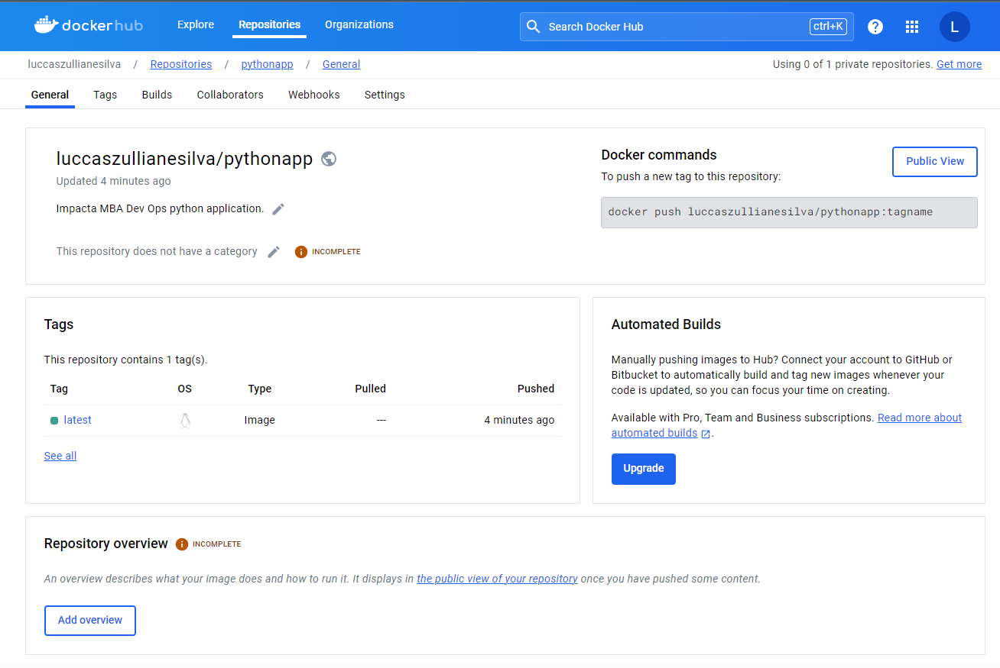 dockerhub Explore Repositories Organizations Search Docker Hub ctrl+K ? L
luccaszullianesilva / Repositories / pythonapp / General Using 0 of 1 private repositories. Get more
General Tags Builds Collaborators Webhooks Settings
luccaszullianesilva/pythonapp
Updated 4 minutes ago
Impacta MBA Dev Ops python application.
This repository does not have a category INCOMPLETE
Docker commands
Public View
To push a new tag to this repository:
docker push luccaszullianesilva/pythonapp:tagname
Tags
This repository contains 1 tag(s).
Tag OS Type Pulled Pushed
latest Image --- 4 minutes ago
See all
Automated Builds
Manually pushing images to Hub? Connect your account to GitHub or
Bitbucket to automatically build and tag new images whenever your
code is updated, so you can focus your time on creating.
Available with Pro, Team and Business subscriptions. Read more about
automated builds .
Upgrade
Repository overview INCOMPLETE
An overview describes what your image does and how to run it. It displays in the public view of your repository once you have pushed some content.
Add overview